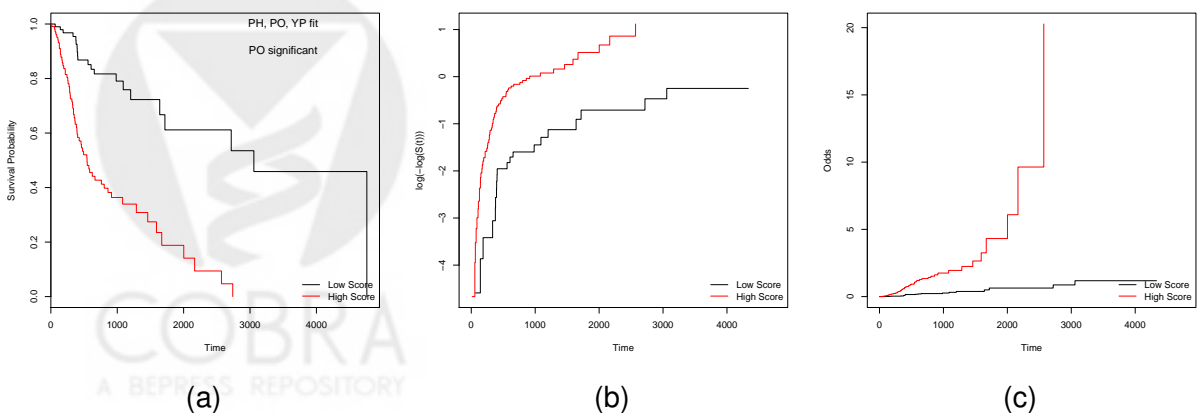 PH, PO, YP fit
PO significant
Survival Probability
1.0
0.8
0.6
0.4
0.2
0.0
Low Score
High Score
0 1000 2000 3000 4000
Time
(a)
log(−log(S(t)))
1
0
−1
−2
−3
−4
Low Score
High Score
0 1000 2000 3000 4000
Time
(b)
Odds
20
15
10
5
0
Low Score
High Score
0 1000 2000 3000 4000
Time
(c)
COBRA
A BEPRESS REPOSITORY